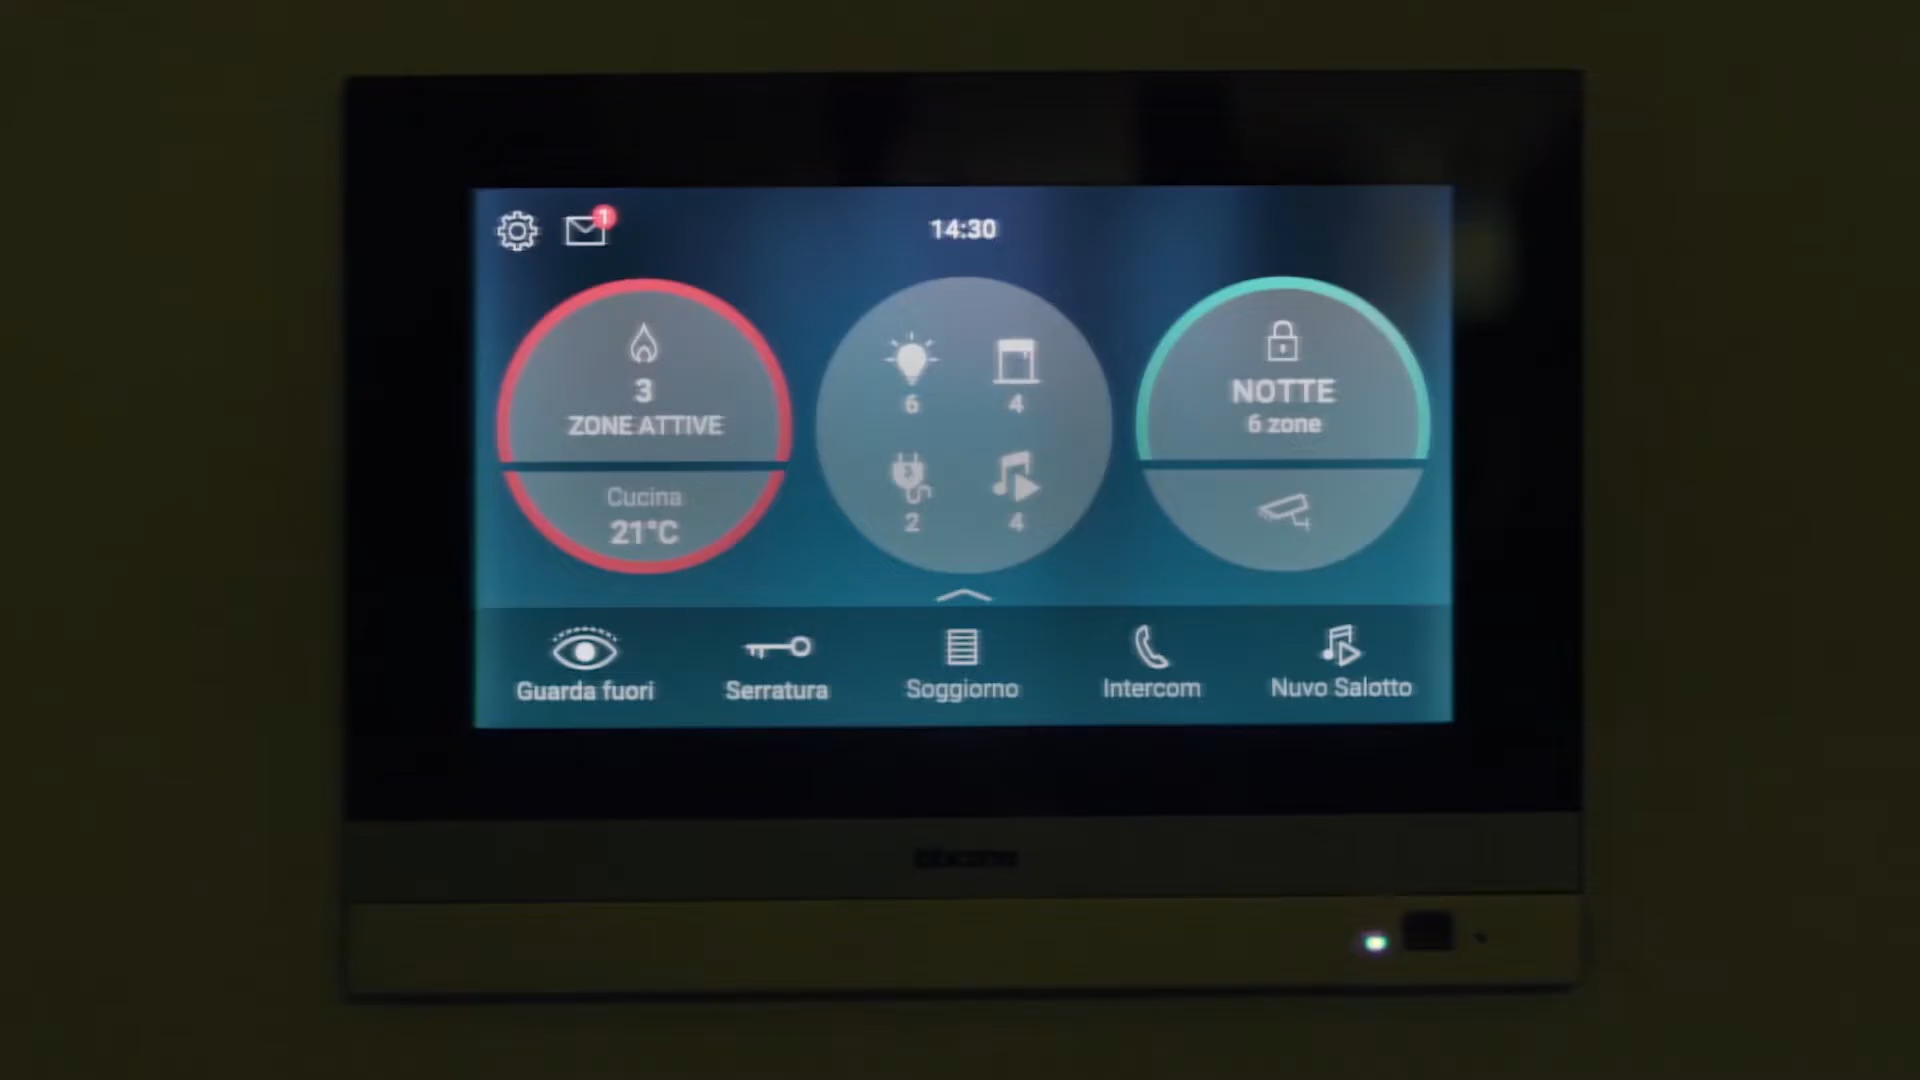 1
14:30
3
ZONE ATTIVE
Cucina
21°C
6
4
2
4
NOTTE
6 zone
Guarda fuori
Serratura
Soggiorno
Intercom
Nuvo Salotto